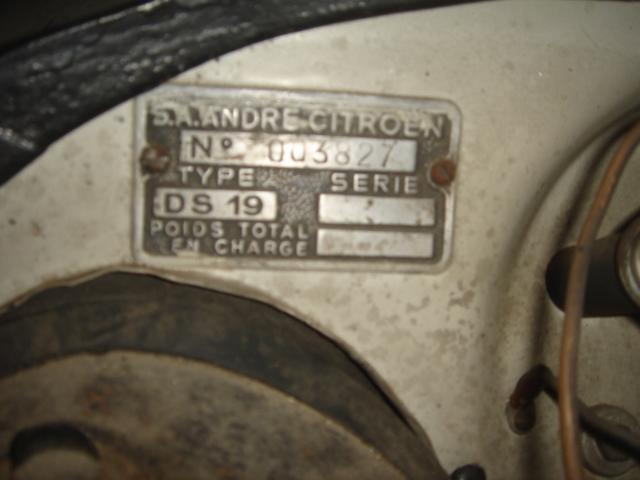 S.A. ANDRE CITROEN
Nº 003827
TYPE SERIE
DS 19
POIDS TOTAL
EN CHARGE